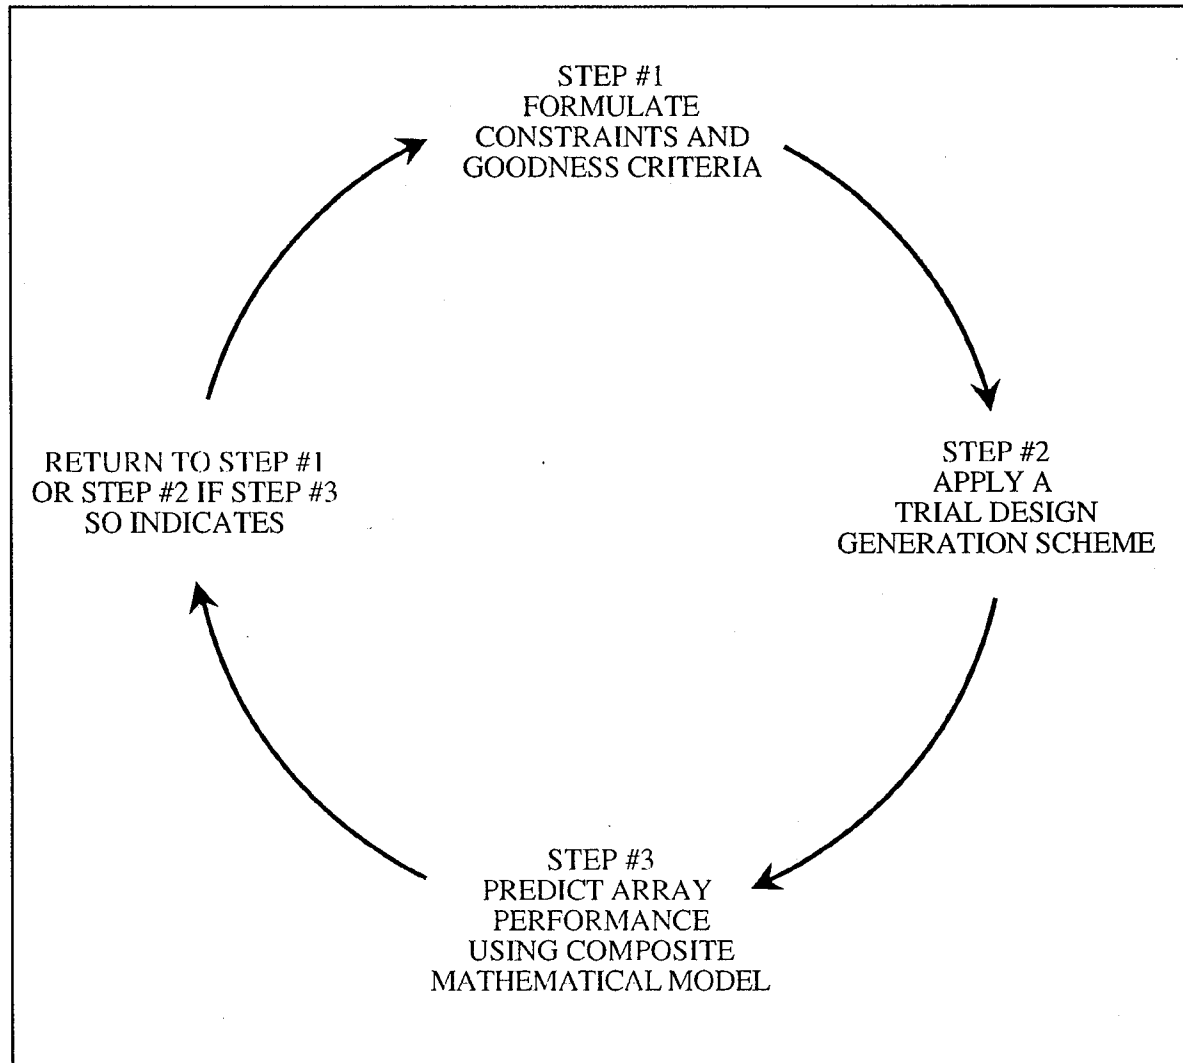 STEP #1
FORMULATE
CONSTRAINTS AND
GOODNESS CRITERIA
STEP #2
APPLY A
TRIAL DESIGN
GENERATION SCHEME
STEP #3
PREDICT ARRAY
PERFORMANCE
USING COMPOSITE
MATHEMATICAL MODEL
RETURN TO STEP #1
OR STEP #2 IF STEP #3
SO INDICATES